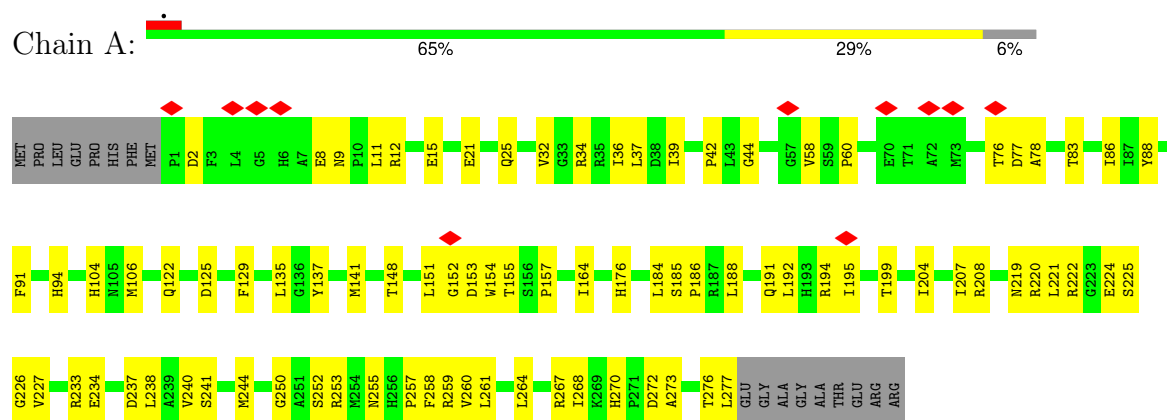 Chain A:
65% 29% 6%
MET PRO LEU GLU PRO HIS PHE MET P1 D2 F3 L4 G5 H6 A7 E8 N9 P10 L11 R12 E15 E21 Q25 V32 G33 R34 R35 I36 L37 D38 I39 P42 L43 G44 G57 V58 S59 P60 E70 T71 A72 M73 T76 D77 A78 T83 I86 I87 Y88
F91 H94 H104 N105 M106 Q122 D125 F129 L135 G136 Y137 M141 T148 L151 G152 D153 W154 T155 S156 P157 I164 H176 L184 S185 P186 R187 L188 Q191 L192 H193 R194 I195 T199 I204 I207 R208 N219 R220 L221 R222 G223 E224 S225
G226 V227 R233 E234 D237 L238 A239 V240 S241 M244 G250 A251 S252 R253 M254 N255 H256 P257 F258 R259 V260 L261 L264 R267 I268 K269 H270 P271 D272 A273 T276 L277 GLU GLY ALA GLY ALA THR GLU ARG ARG